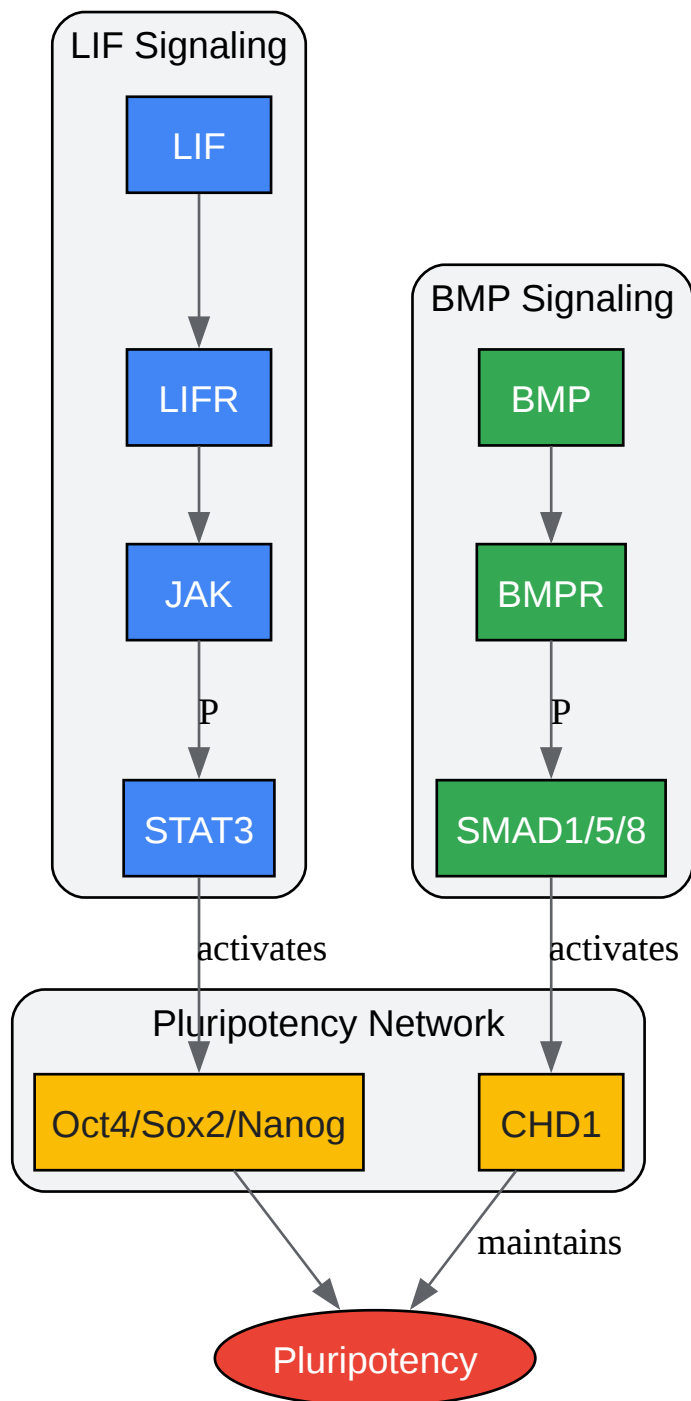 LIF Signaling
LIF
BMP Signaling
LIFR
BMP
JAK
BMPR
P
P
STAT3
SMAD1/5/8
activates
activates
Pluripotency Network
Oct4/Sox2/Nanog
CHD1
maintains
Pluripotency